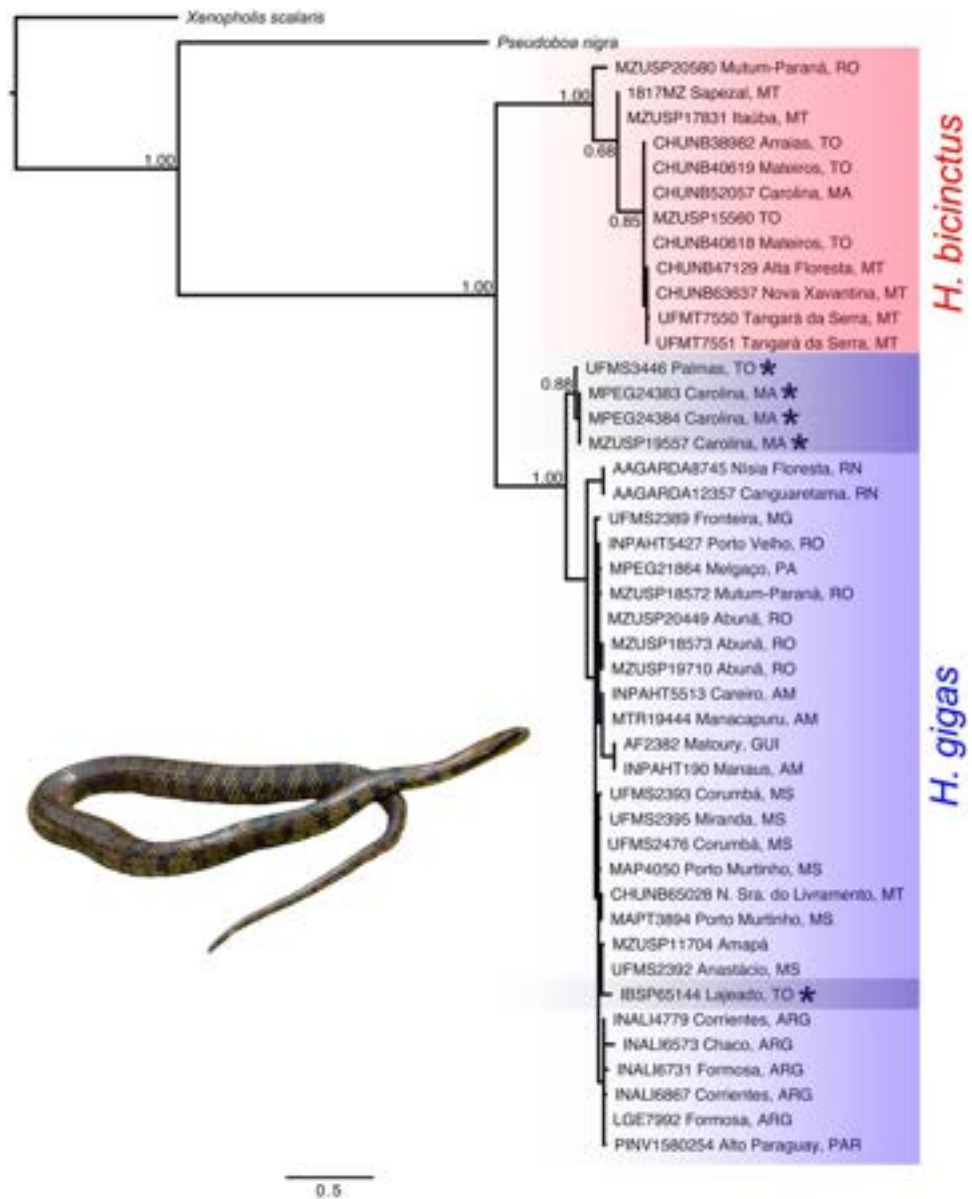 Xenopholis scalaris
Pseudoboa nigra
MZUSP20580 Mutum-Paraná, RO
1.00
1817MZ Sapezal, MT
MZUSP17831 Itaúba, MT
CHUNB38982 Arraias, TO
0.68
1.00
CHUNB40619 Mateiros, TO
CHUNB52057 Carolina, MA
MZUSP15560 TO
0.85
CHUNB40618 Mateiros, TO
CHUNB47129 Alta Floresta, MT
1.00
CHUNB63637 Nova Xavantina, MT
UFMT7550 Tangará da Serra, MT
UFMT7551 Tangará da Serra, MT
H. bicinctus
UFMS3446 Palmas, TO *
0.88
MPEG24383 Carolina, MA *
MPEG24384 Carolina, MA *
MZUSP19557 Carolina, MA *
AAGARDA8745 Nísia Floresta, RN
1.00
AAGARDA12357 Canguaretama, RN
UFMS2389 Fronteira, MG
INPAHT5427 Porto Velho, RO
MPEG21864 Melgaço, PA
MZUSP18572 Mutum-Paraná, RO
MZUSP20449 Abunã, RO
MZUSP18573 Abunã, RO
MZUSP19710 Abunã, RO
INPAHT5513 Careiro, AM
MTR19444 Manacapuru, AM
AF2382 Matoury, GUI
INPAHT190 Manaus, AM
UFMS2393 Corumbá, MS
UFMS2395 Miranda, MS
UFMS2476 Corumbá, MS
MAP4050 Porto Murtinho, MS
CHUNB65028 N. Sra. do Livramento, MT
MAPT3894 Porto Murtinho, MS
MZUSP11704 Amapá
UFMS2392 Anastácio, MS
IBSP65144 Lajeado, TO *
INALI4779 Corrientes, ARG
INALI6573 Chaco, ARG
INALI6731 Formosa, ARG
INALI6867 Corrientes, ARG
LGE7992 Formosa, ARG
PINV1580254 Alto Paraguay, PAR
H. gigas
0.5